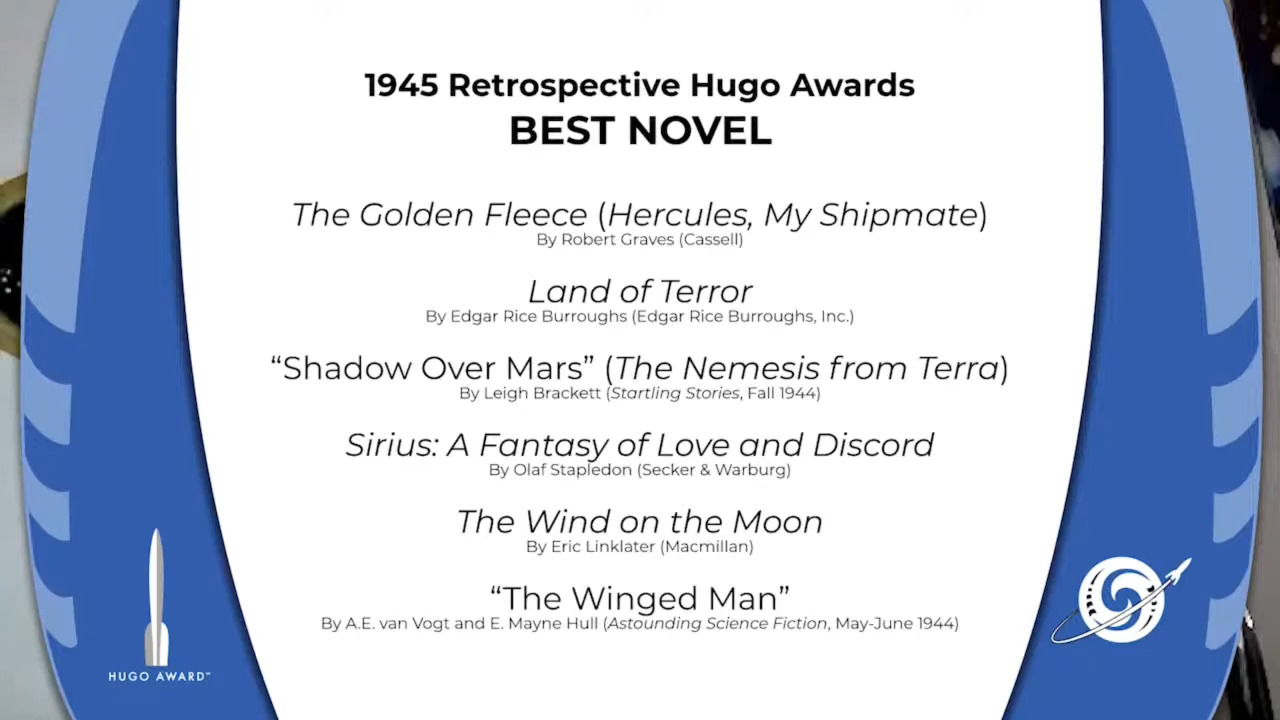 1945 Retrospective Hugo Awards
BEST NOVEL
The Golden Fleece (Hercules, My Shipmate)
By Robert Graves (Cassell)
Land of Terror
By Edgar Rice Burroughs (Edgar Rice Burroughs, Inc.)
“Shadow Over Mars” (The Nemesis from Terra)
By Leigh Brackett (Startling Stories, Fall 1944)
Sirius: A Fantasy of Love and Discord
By Olaf Stapledon (Secker & Warburg)
The Wind on the Moon
By Eric Linklater (Macmillan)
“The Winged Man”
By A.E. van Vogt and E. Mayne Hull (Astounding Science Fiction, May-June 1944)
HUGO AWARD™